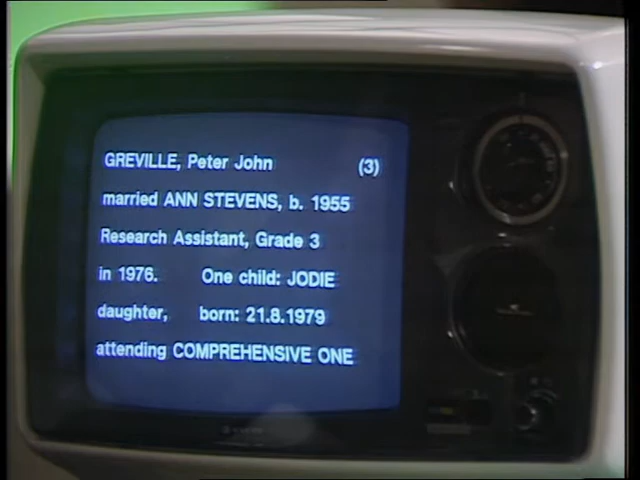 GREVILLE, Peter John (3)
married ANN STEVENS, b. 1955
Research Assistant, Grade 3
in 1976. One child: JODIE
daughter, born: 21.8.1979
attending COMPREHENSIVE ONE